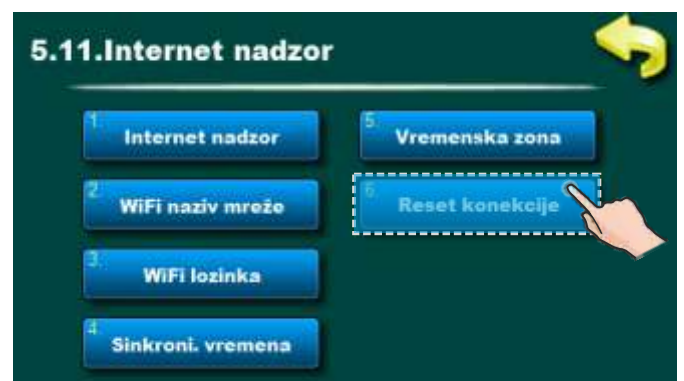 5.11.Internet nadzor
1. Internet nadzor
2. WiFi naziv mreže
3. WiFi lozinka
4. Sinkroni. vremena
5. Vremenska zona
6. Reset konekcije